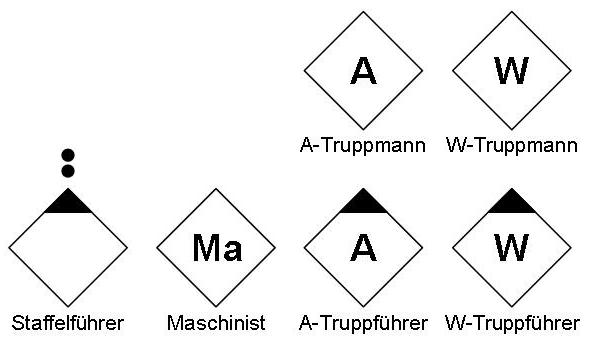 A
W
A-Truppmann
W-Truppmann
Ma
A
W
Staffelführer
Maschinist
A-Truppführer
W-Truppführer